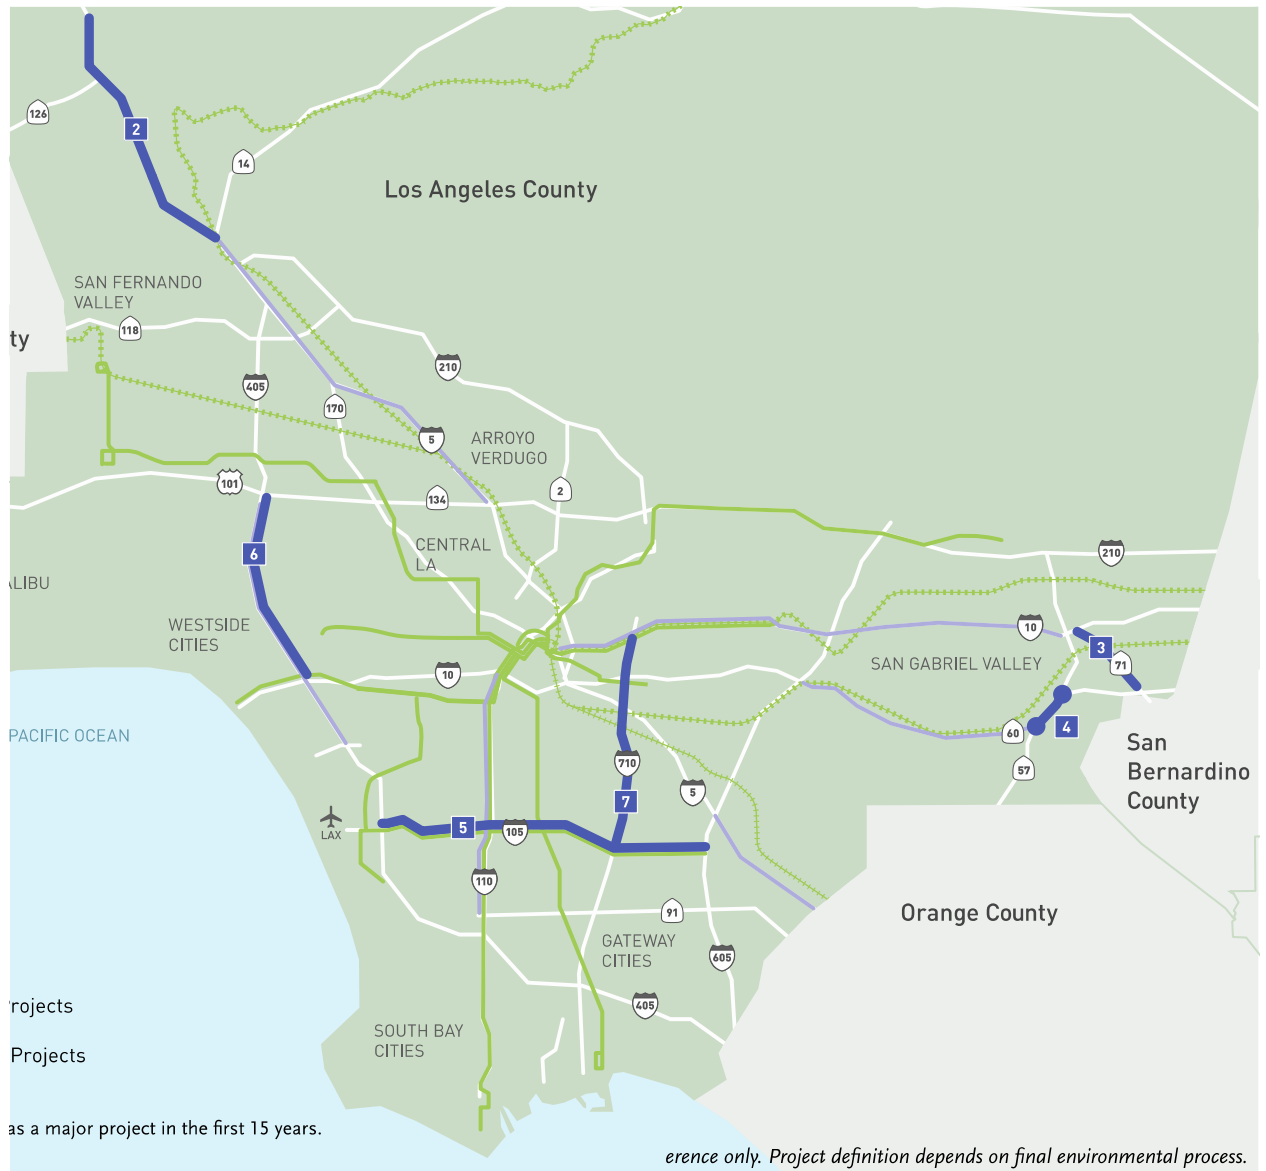 126
2
14
Los Angeles County
SAN FERNANDO
VALLEY
118
ty
210
405
170
5
ARROYO
VERDUGO
101
134
2
CENTRAL
LA
6
210
ALIBU
WESTSIDE
CITIES
10
3
SAN GABRIEL VALLEY
71
10
PACIFIC OCEAN
60
4
San
Bernardino
County
57
710
5
7
LAX
5
105
110
91
Orange County
GATEWAY
CITIES
605
405
Projects
SOUTH BAY
CITIES
Projects
as a major project in the first 15 years.
erence only. Project definition depends on final environmental process.